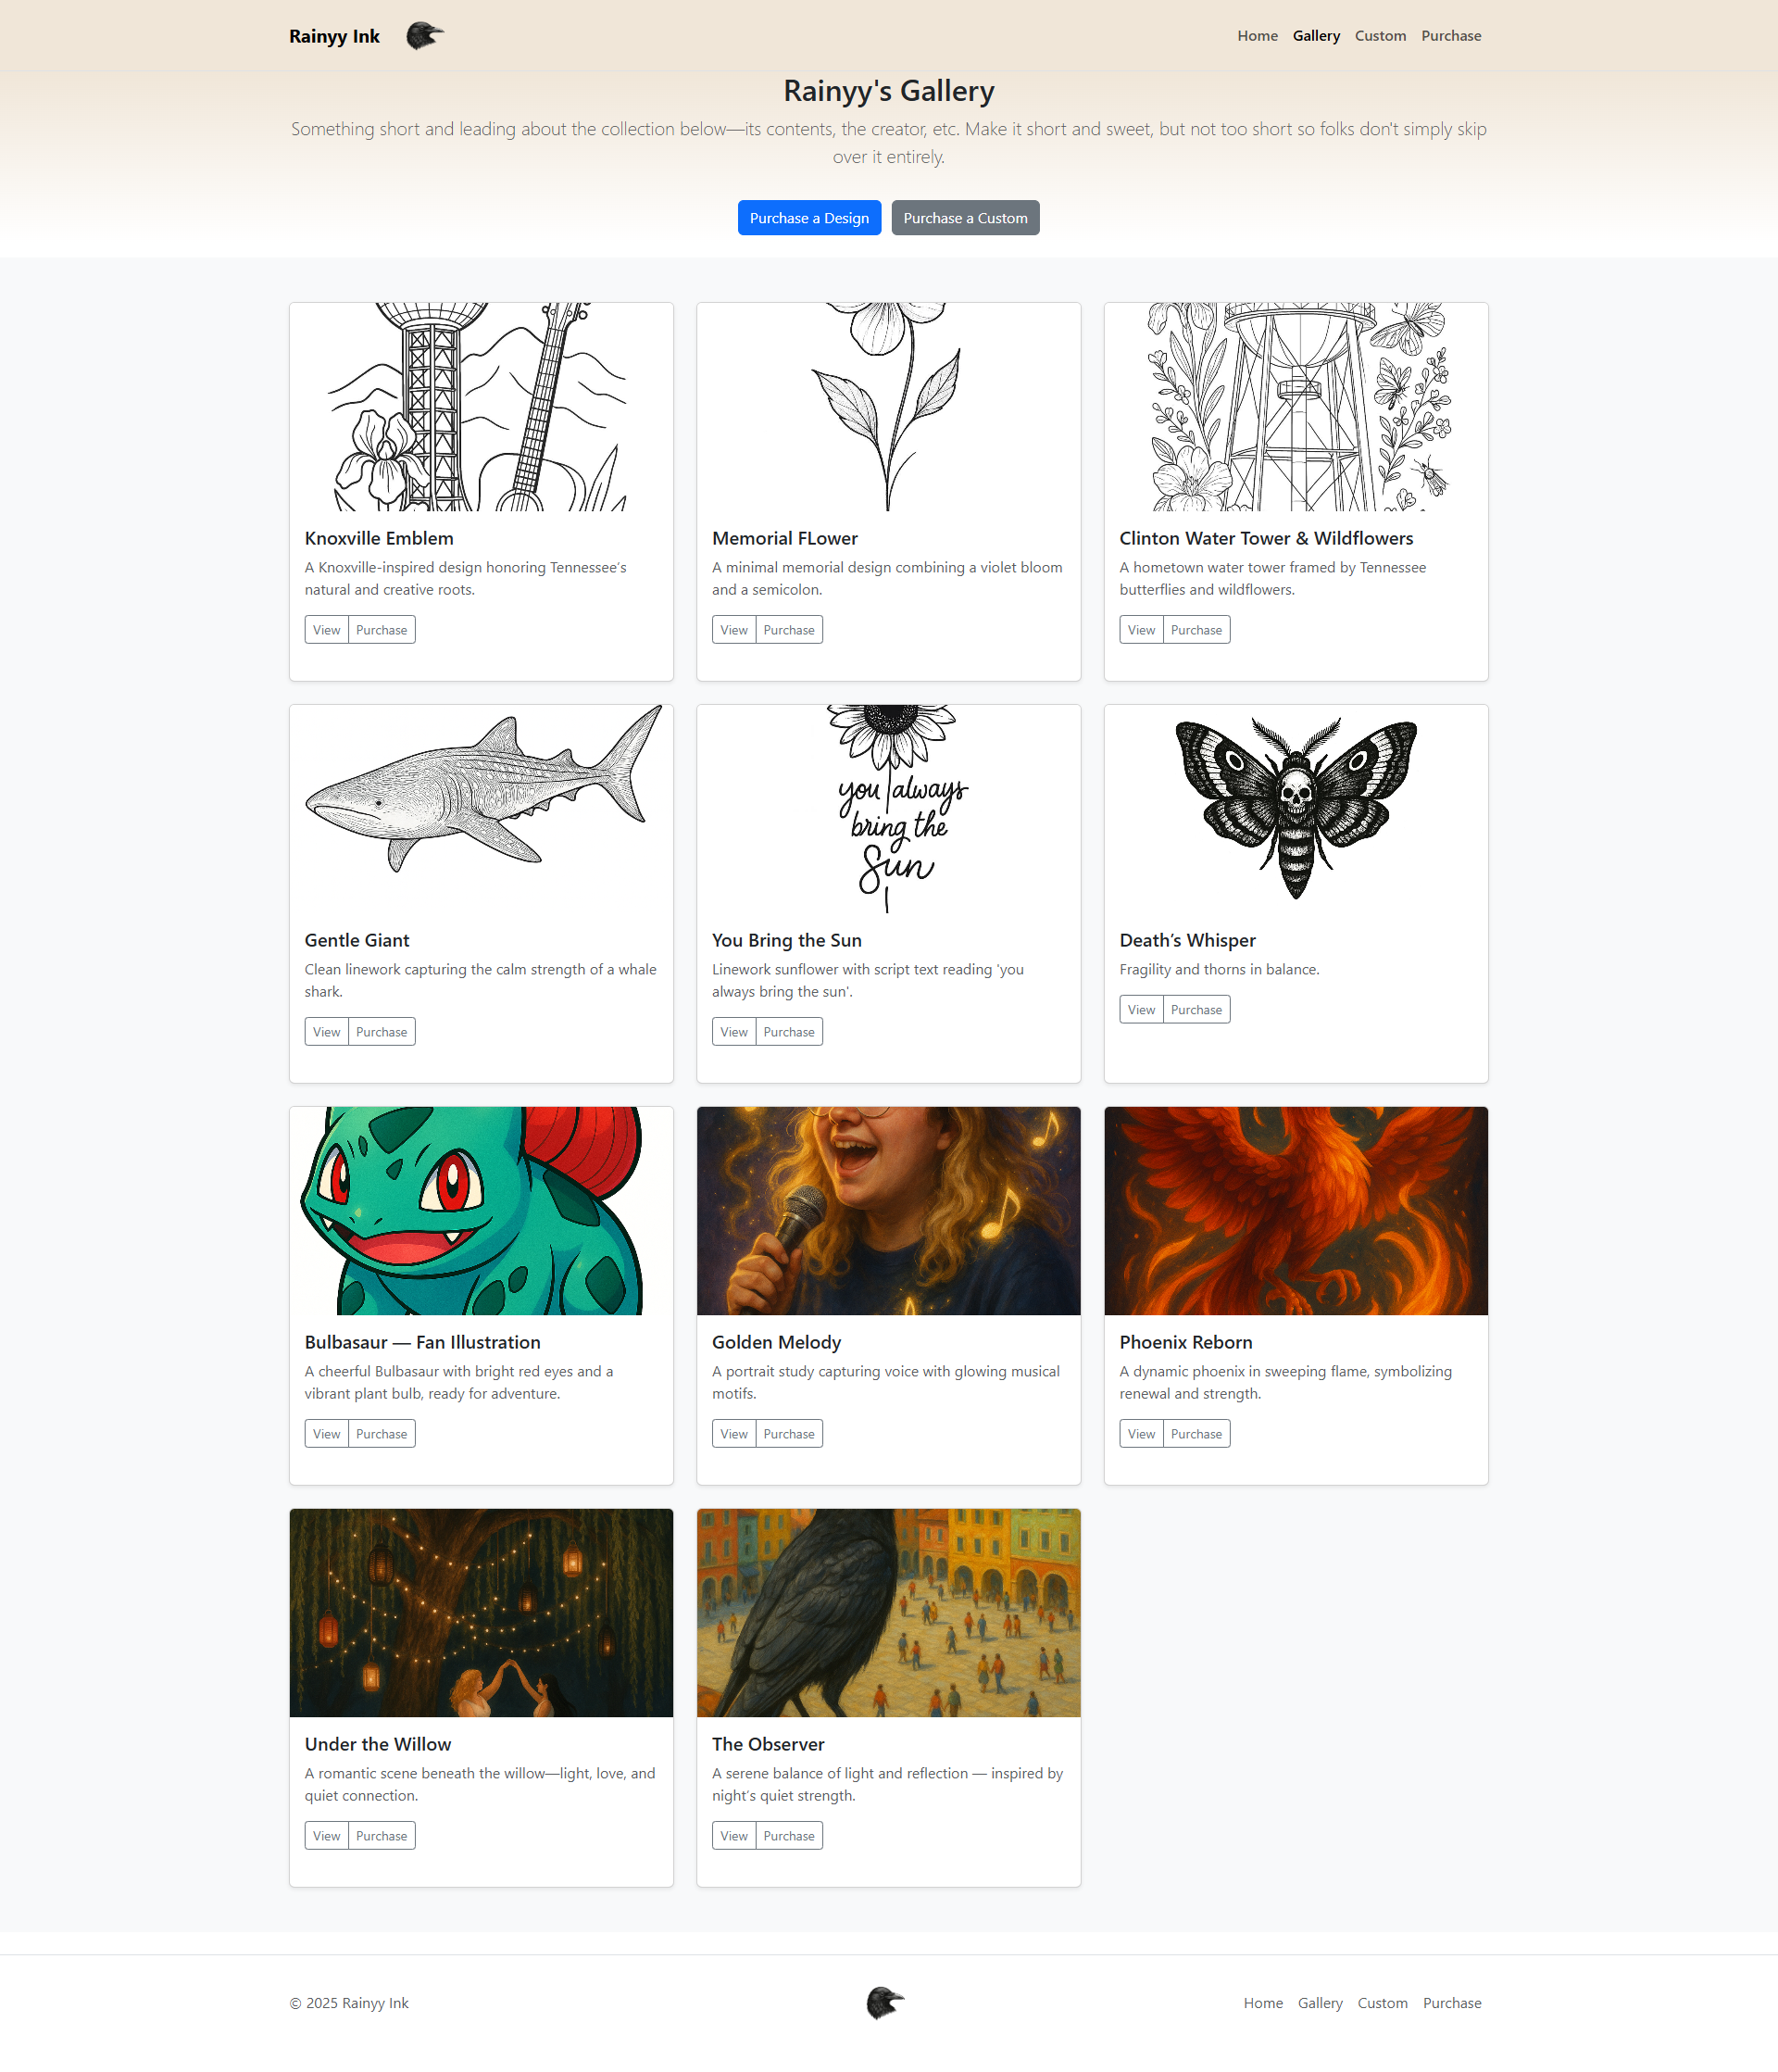 Rainyy Ink
Home Gallery Custom Purchase
Rainyy's Gallery
Something short and leading about the collection below—its contents, the creator, etc. Make it short and sweet, but not too short so folks don't simply skip
over it entirely.
Purchase a Design Purchase a Custom
Knoxville Emblem
A Knoxville-inspired design honoring Tennessee’s
natural and creative roots.
View Purchase
Memorial FLower
A minimal memorial design combining a violet bloom
and a semicolon.
View Purchase
Clinton Water Tower & Wildflowers
A hometown water tower framed by Tennessee
butterflies and wildflowers.
View Purchase
Gentle Giant
Clean linework capturing the calm strength of a whale
shark.
View Purchase
you always
bring the
Sun
You Bring the Sun
Linework sunflower with script text reading 'you
always bring the sun'.
View Purchase
Death’s Whisper
Fragility and thorns in balance.
View Purchase
Bulbasaur — Fan Illustration
A cheerful Bulbasaur with bright red eyes and a
vibrant plant bulb, ready for adventure.
View Purchase
Golden Melody
A portrait study capturing voice with glowing musical
motifs.
View Purchase
Phoenix Reborn
A dynamic phoenix in sweeping flame, symbolizing
renewal and strength.
View Purchase
Under the Willow
A romantic scene beneath the willow—light, love, and
quiet connection.
View Purchase
The Observer
A serene balance of light and reflection — inspired by
night’s quiet strength.
View Purchase
© 2025 Rainyy Ink
Home Gallery Custom Purchase